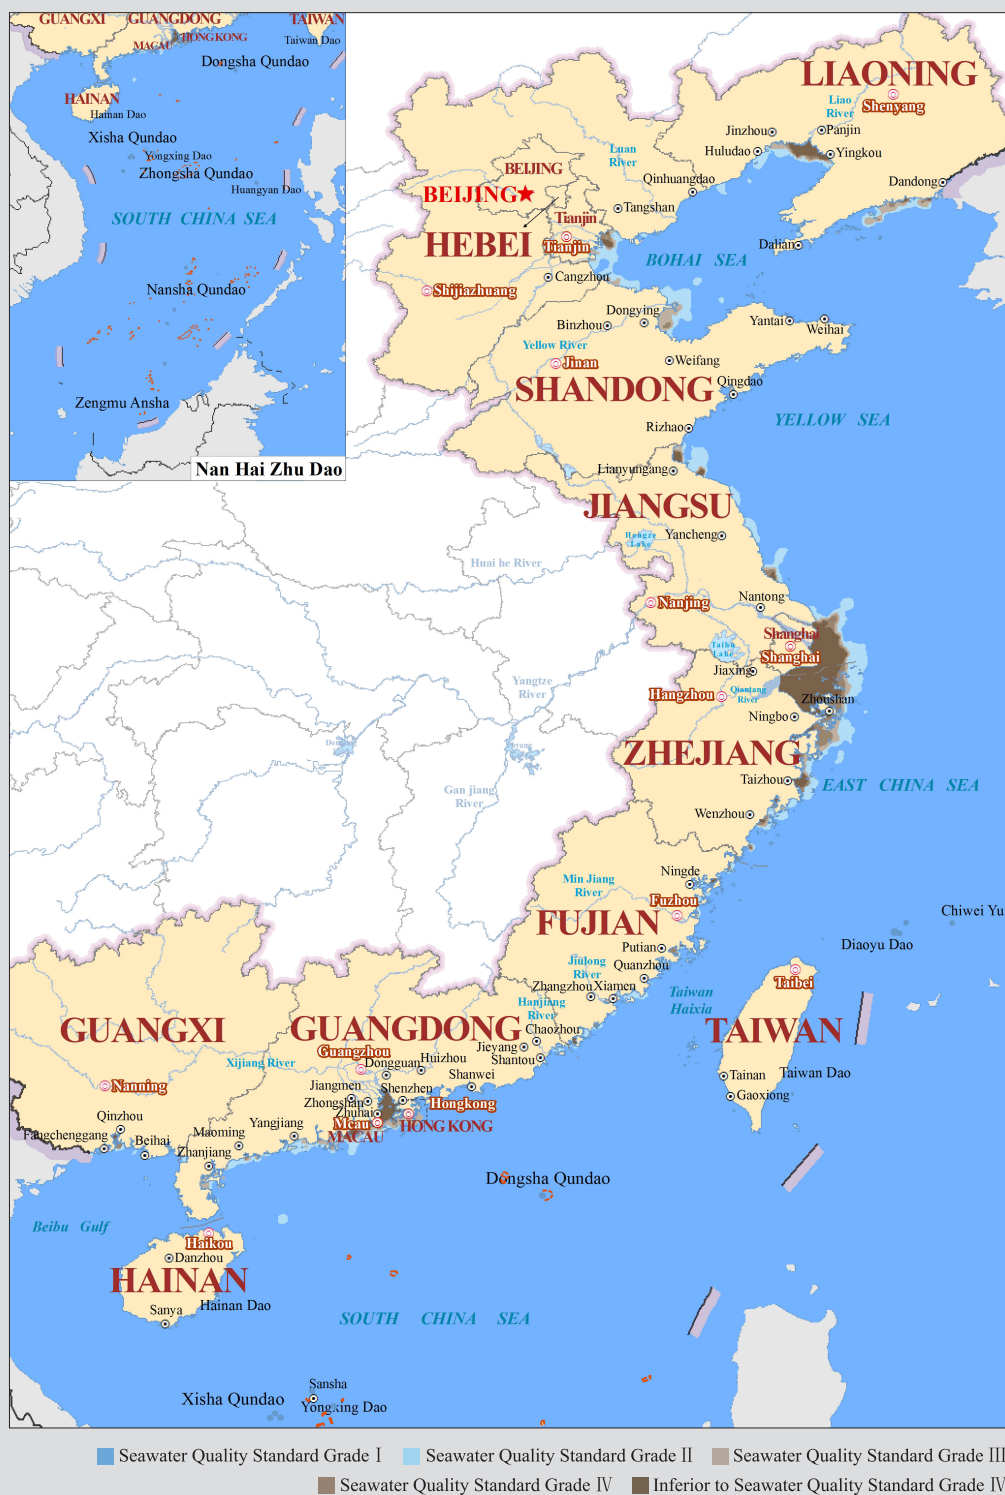 GUANGXI
GUANGDONG
TAIWAN
MACAU
HONG KONG
Taiwan Dao
Dongsha Qundao
HAINAN
Hainan Dao
Xisha Qundao
Yongxing Dao
Zhongsha Qundao
Huangyan Dao
SOUTH CHINA SEA
Nansha Qundao
Zengmu Ansha
Nan Hai Zhu Dao
LIAONING
Shenyang
Liao
River
Jinzhou
Panjin
Huludao
Yingkou
Luan
River
BEIJING
BEIJING
Qinhuangdao
Dandong
Tangshan
Tianjin
HEBEI
Tianjin
Dalian
BOHAI SEA
Cangzhou
Shijiazhuang
Dongying
Binzhou
Yantai
Weihai
Yellow River
Jinan
Weifang
SHANDONG
Qingdao
YELLOW SEA
Rizhao
Lianyungang
JIANGSU
Hongze
Lake
Yancheng
Huai he River
Nanjing
Nantong
Shanghai
Shanghai
Taihu
Lake
Jiaxing
Yangtze
River
Hangzhou
Qiantang
River
Zhoushan
Ningbo
ZHEJIANG
Taizhou
EAST CHINA SEA
Gan jiang
River
Wenzhou
Ningde
Min Jiang
River
Fuzhou
FUJIAN
Chiwei Yu
Diaoyu Dao
Putian
Jiulong
River
Quanzhou
Zhangzhou
Xiamen
Taibei
Taiwan
Haixia
Hanjiang
River
GUANGXI
GUANGDONG
Chaozhou
TAIWAN
Jieyang
Shantou
Guangzhou
Xijiang River
Dongguan
Huizhou
Shanwei
Tainan
Taiwan Dao
Nanning
Jiangmen
Shenzhen
Gaoxiong
Zhongshan
Hongkong
Zhuhai
Qinzhou
Mcau
HONG KONG
Fangchenggang
Beihai
Maoming
Yangjiang
MACAU
Zhanjiang
Dongsha Qundao
Beibu Gulf
Haikou
Danzhou
HAINAN
Sanya
Hainan Dao
SOUTH CHINA SEA
Sansha
Xisha Qundao
Yongxing Dao
Seawater Quality Standard Grade Ⅰ
Seawater Quality Standard Grade Ⅱ
Seawater Quality Standard Grade Ⅲ
Seawater Quality Standard Grade Ⅳ
Inferior to Seawater Quality Standard Grade Ⅳ